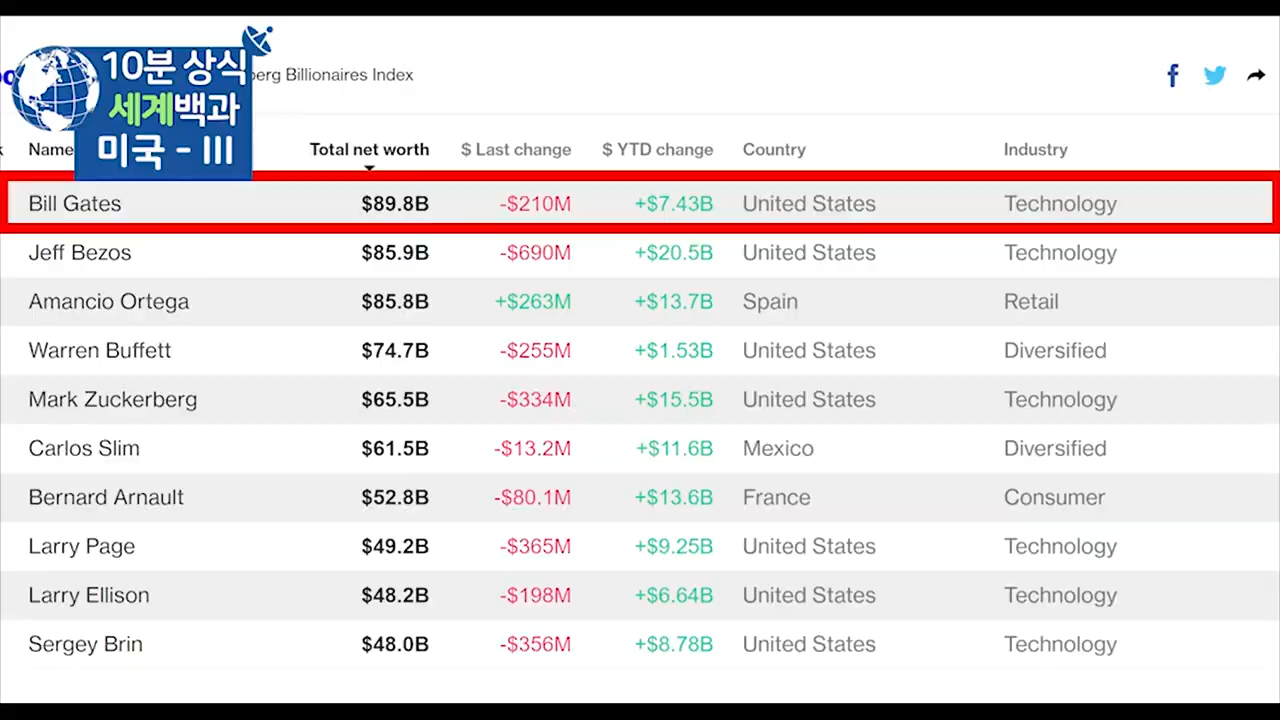 10분 상식
세계백과
미국 - III
berg Billionaires Index
Name Total net worth $ Last change $ YTD change Country Industry
Bill Gates $89.8B -$210M +$7.43B United States Technology
Jeff Bezos $85.9B -$690M +$20.5B United States Technology
Amancio Ortega $85.8B +$263M +$13.7B Spain Retail
Warren Buffett $74.7B -$255M +$1.53B United States Diversified
Mark Zuckerberg $65.5B -$334M +$15.5B United States Technology
Carlos Slim $61.5B -$13.2M +$11.6B Mexico Diversified
Bernard Arnault $52.8B -$80.1M +$13.6B France Consumer
Larry Page $49.2B -$365M +$9.25B United States Technology
Larry Ellison $48.2B -$198M +$6.64B United States Technology
Sergey Brin $48.0B -$356M +$8.78B United States Technology